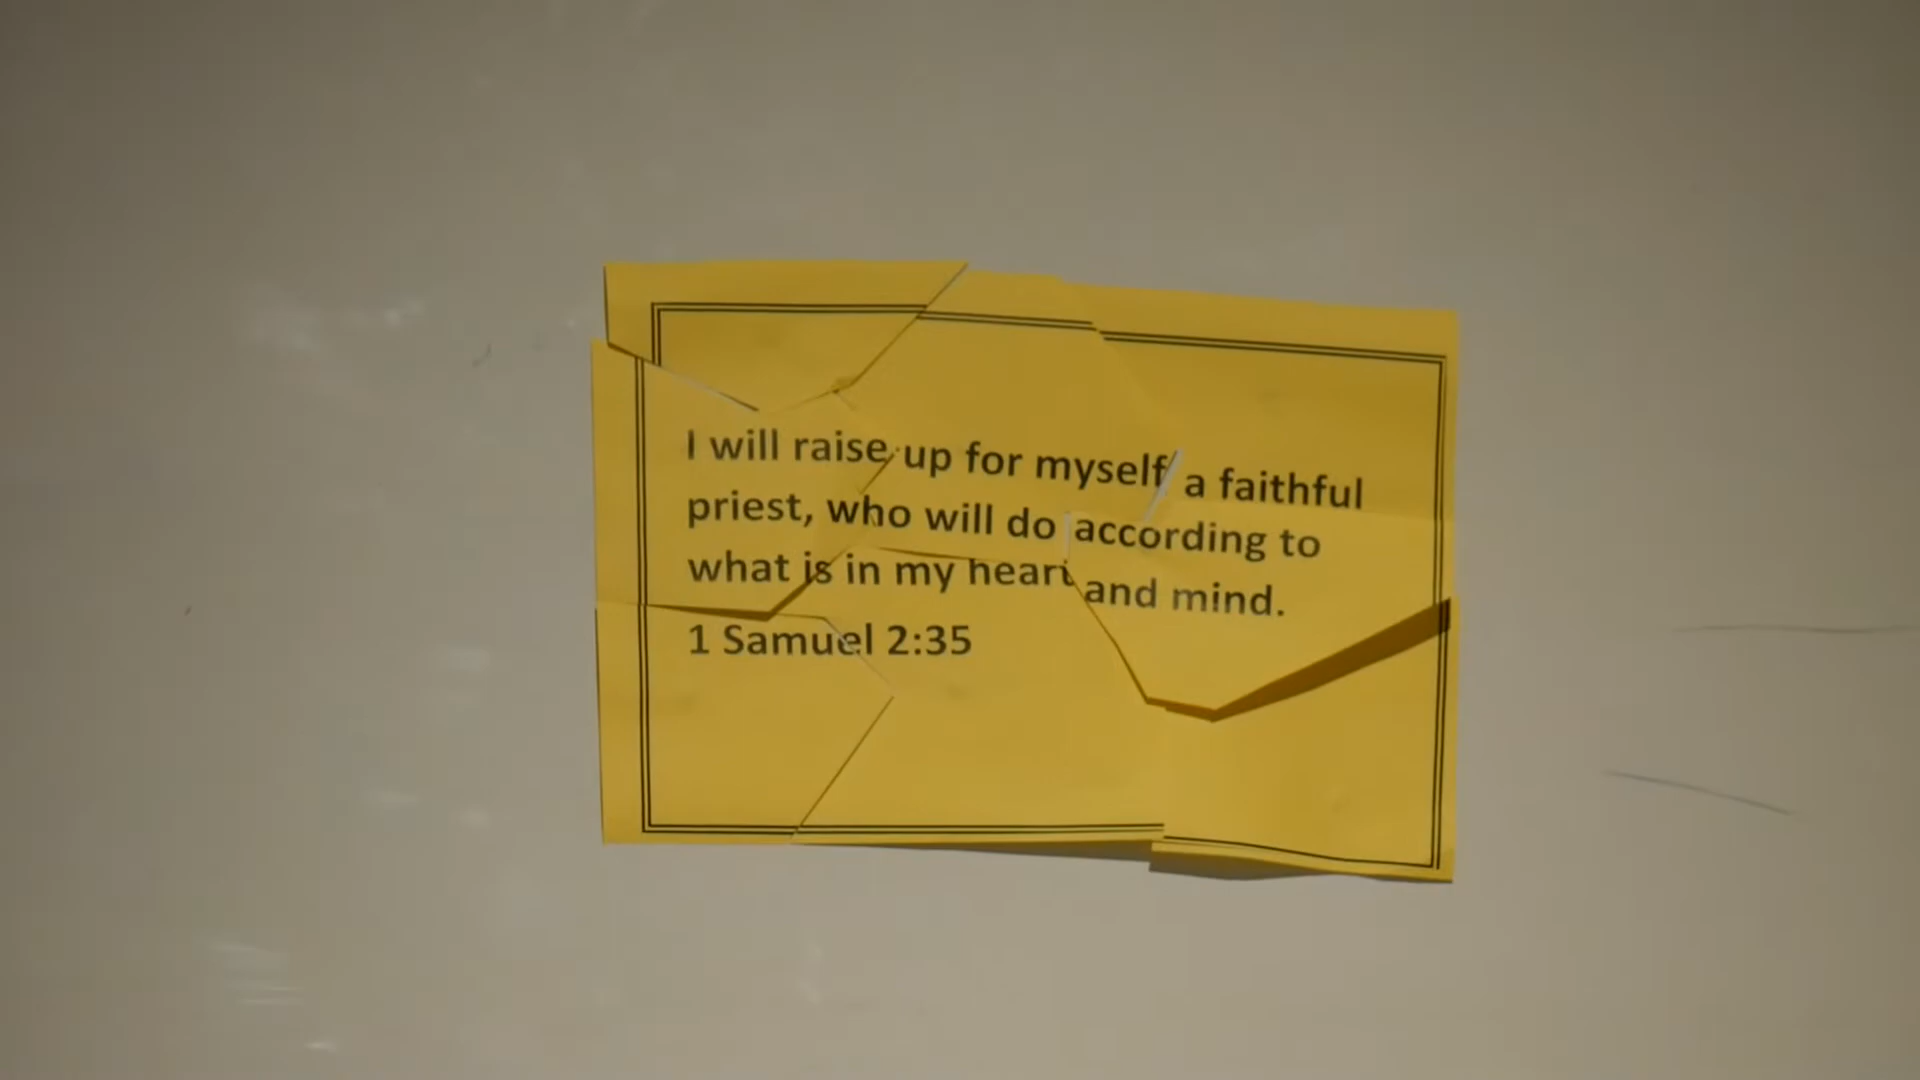 I will raise up for myself a faithful
priest, who will do according to
what is in my heart and mind.
1 Samuel 2:35